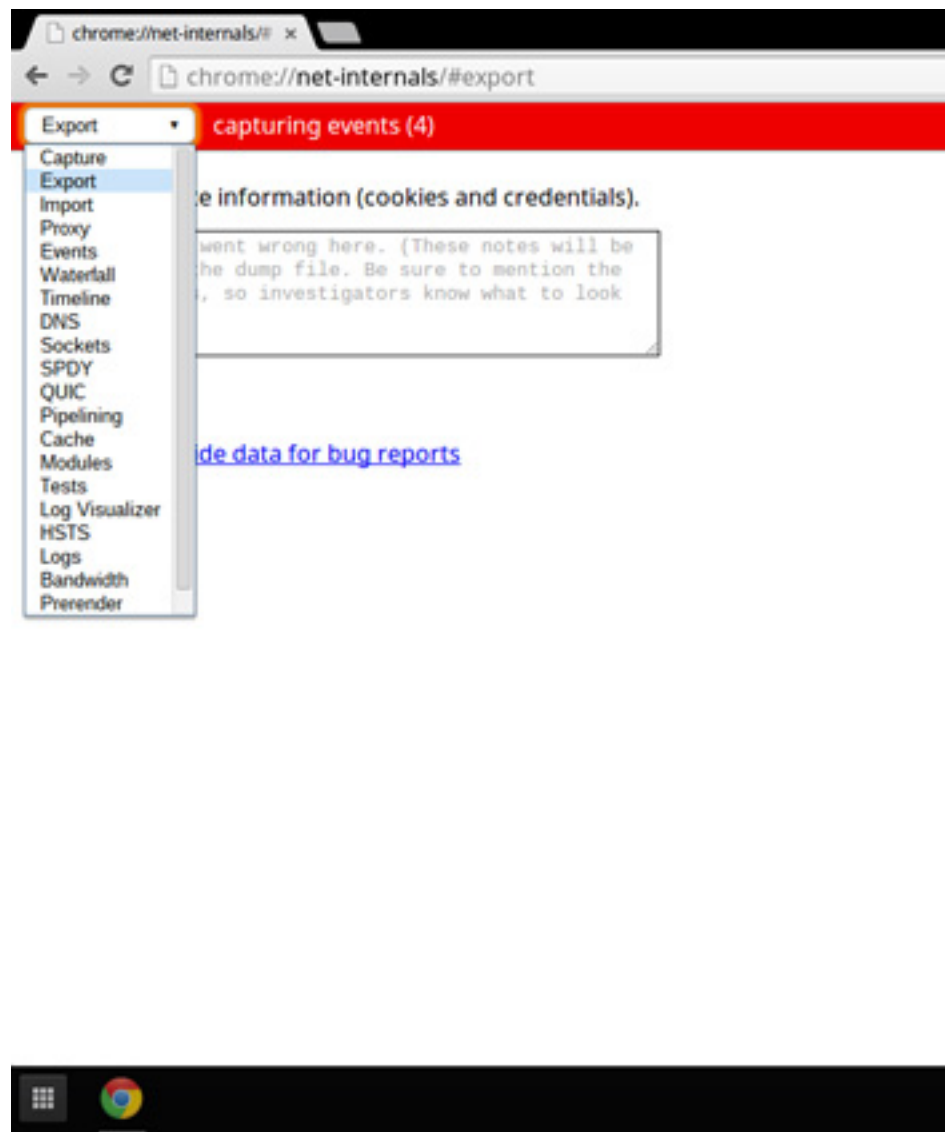 chrome://net-internals/#
chrome://net-internals/#export
Export
capturing events (4)
Capture
Export
Import
Proxy
Events
Waterfall
Timeline
DNS
Sockets
SPDY
QUIC
Pipelining
Cache
Modules
Tests
Log Visualizer
HSTS
Logs
Bandwidth
Prerender
e information (cookies and credentials).
went wrong here. (These notes will be
he dump file. Be sure to mention the
, so investigators know what to look
ide data for bug reports